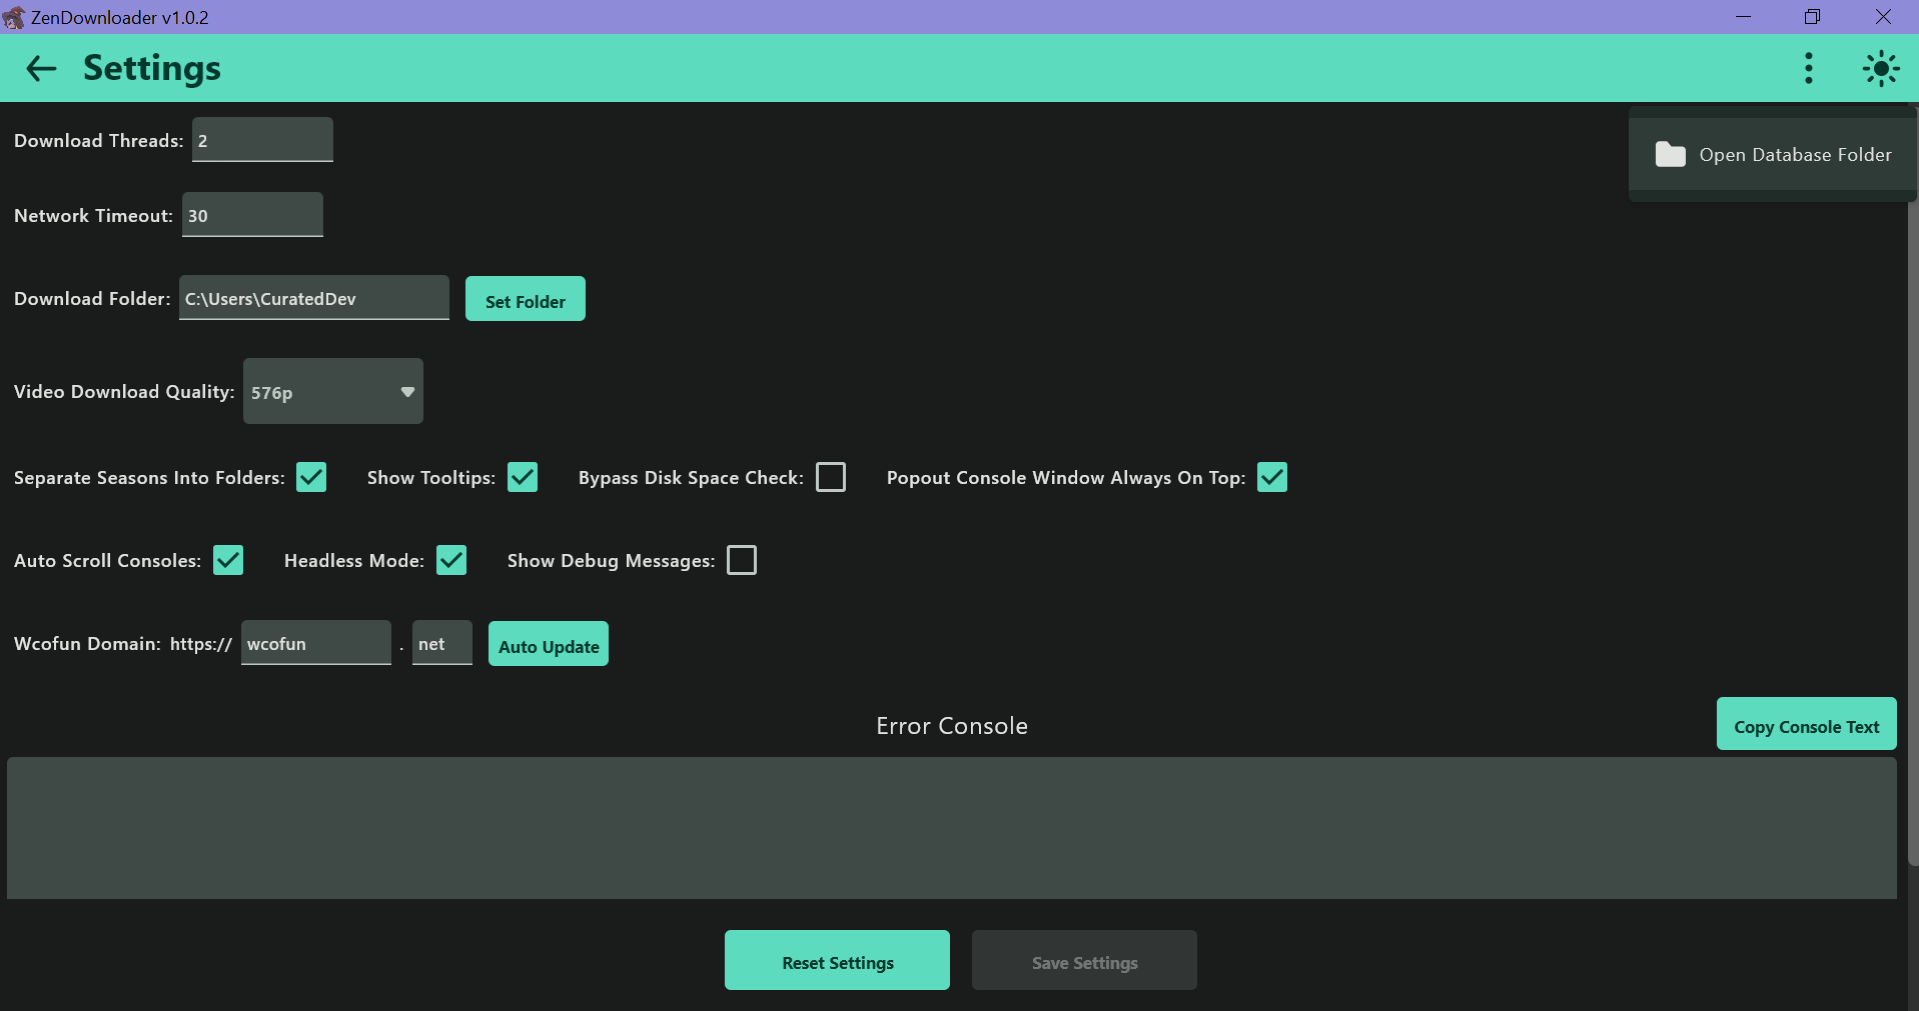 ZenDownloader v1.0.2
Settings
Open Database Folder
Download Threads: 2
Network Timeout: 30
Download Folder: C:\Users\CuratedDev Set Folder
Video Download Quality: 576p
Separate Seasons Into Folders: Show Tooltips: Bypass Disk Space Check: Popout Console Window Always On Top:
Auto Scroll Consoles: Headless Mode: Show Debug Messages:
Wcofun Domain: https:// wcofun . net Auto Update
Error Console
Copy Console Text
Reset Settings Save Settings